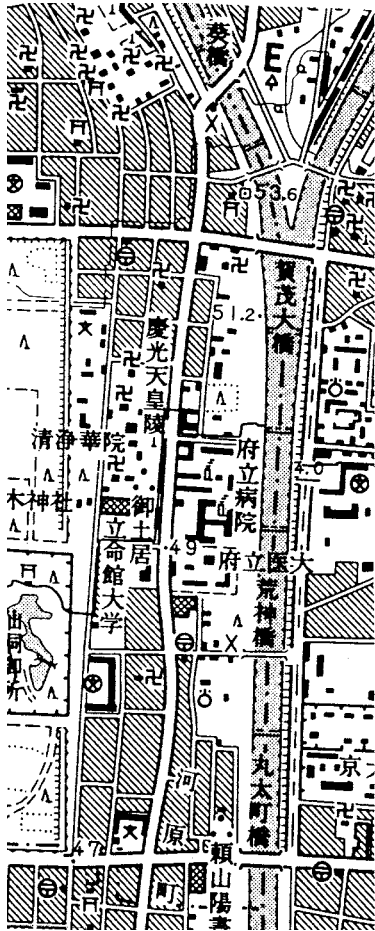 葵橋
53.6
賀茂大橋
51.2
慶光天皇陵
清浄華院
府立病院
木神社
御土居
立命館大学
49
府立医大
荒神橋
河原町
丸太町橋
京
47
頼山陽書